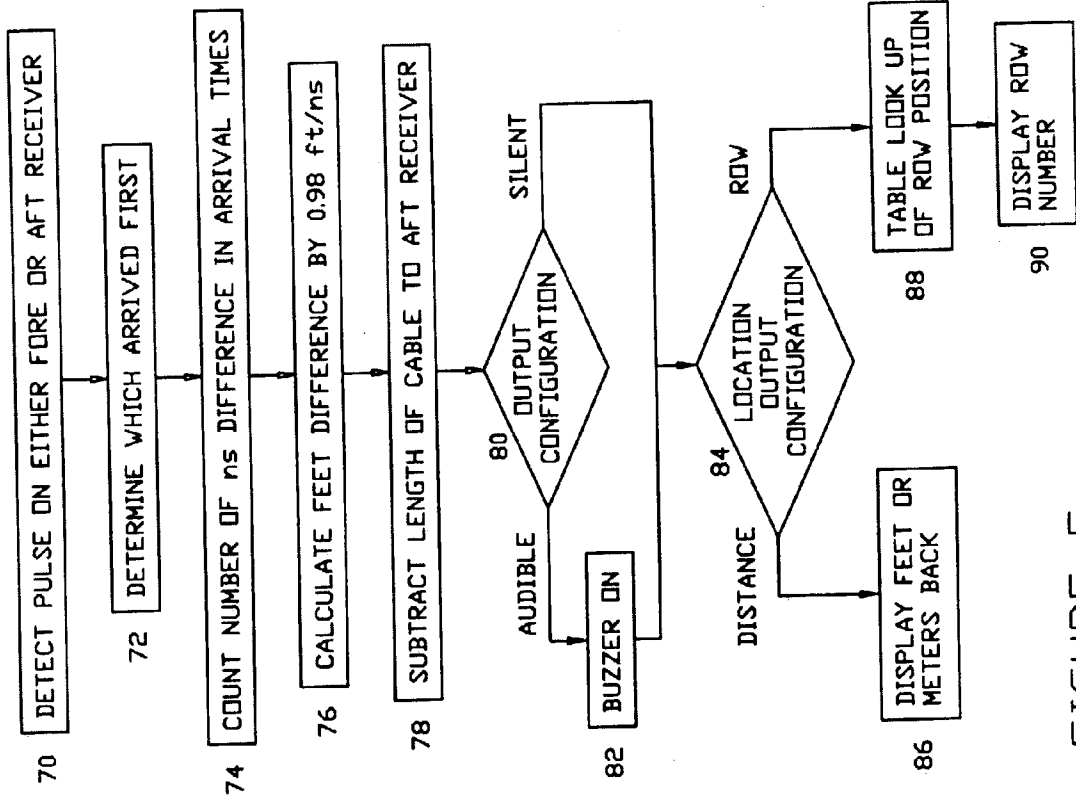 70 DETECT PULSE ON EITHER FORE OR AFT RECEIVER
72 DETERMINE WHICH ARRIVED FIRST
74 COUNT NUMBER OF ns DIFFERENCE IN ARRIVAL TIMES
76 CALCULATE FEET DIFFERENCE BY 0.98 ft/ns
78 SUBTRACT LENGTH OF CABLE TO AFT RECEIVER
80
OUTPUT
CONFIGURATION
AUDIBLE
SILENT
82 BUZZER ON
84
LOCATION
OUTPUT
CONFIGURATION
DISTANCE
ROW
86
DISPLAY FEET OR
METERS BACK
88
TABLE LOOK UP
OF ROW POSITION
90
DISPLAY ROW
NUMBER